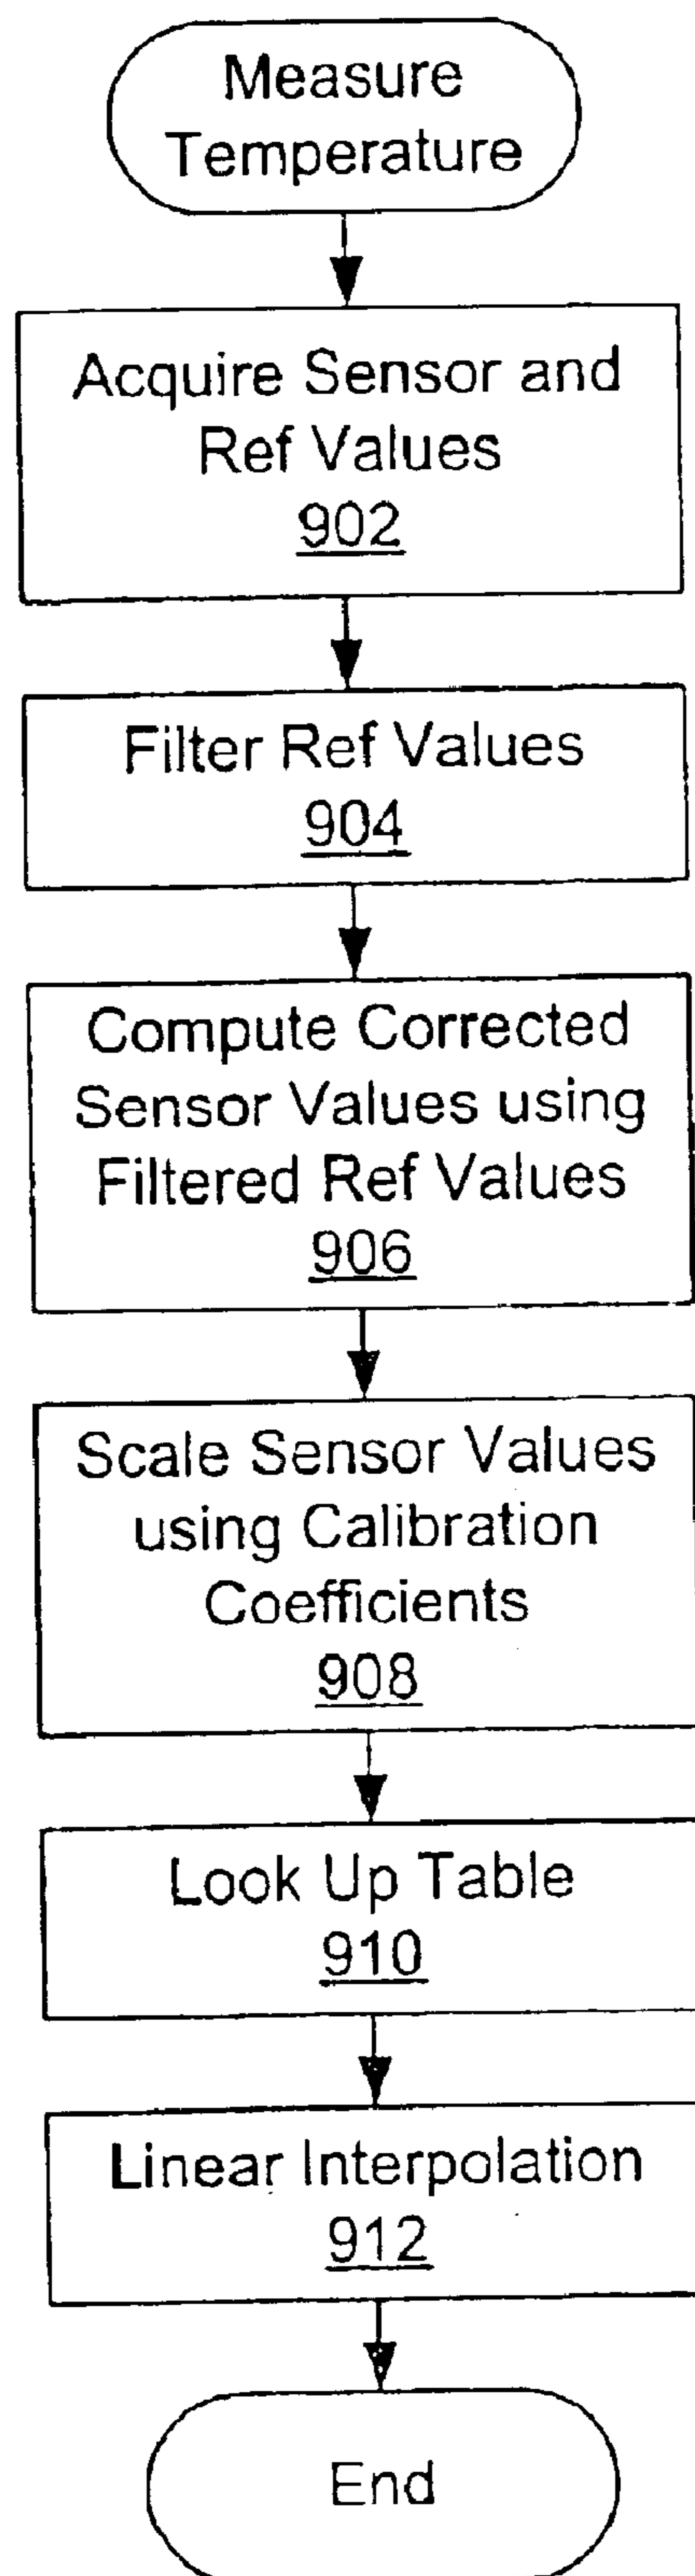 Measure
Temperature
Acquire Sensor and
Ref Values
902
Filter Ref Values
904
Compute Corrected
Sensor Values using
Filtered Ref Values
906
Scale Sensor Values
using Calibration
Coefficients
908
Look Up Table
910
Linear Interpolation
912
End